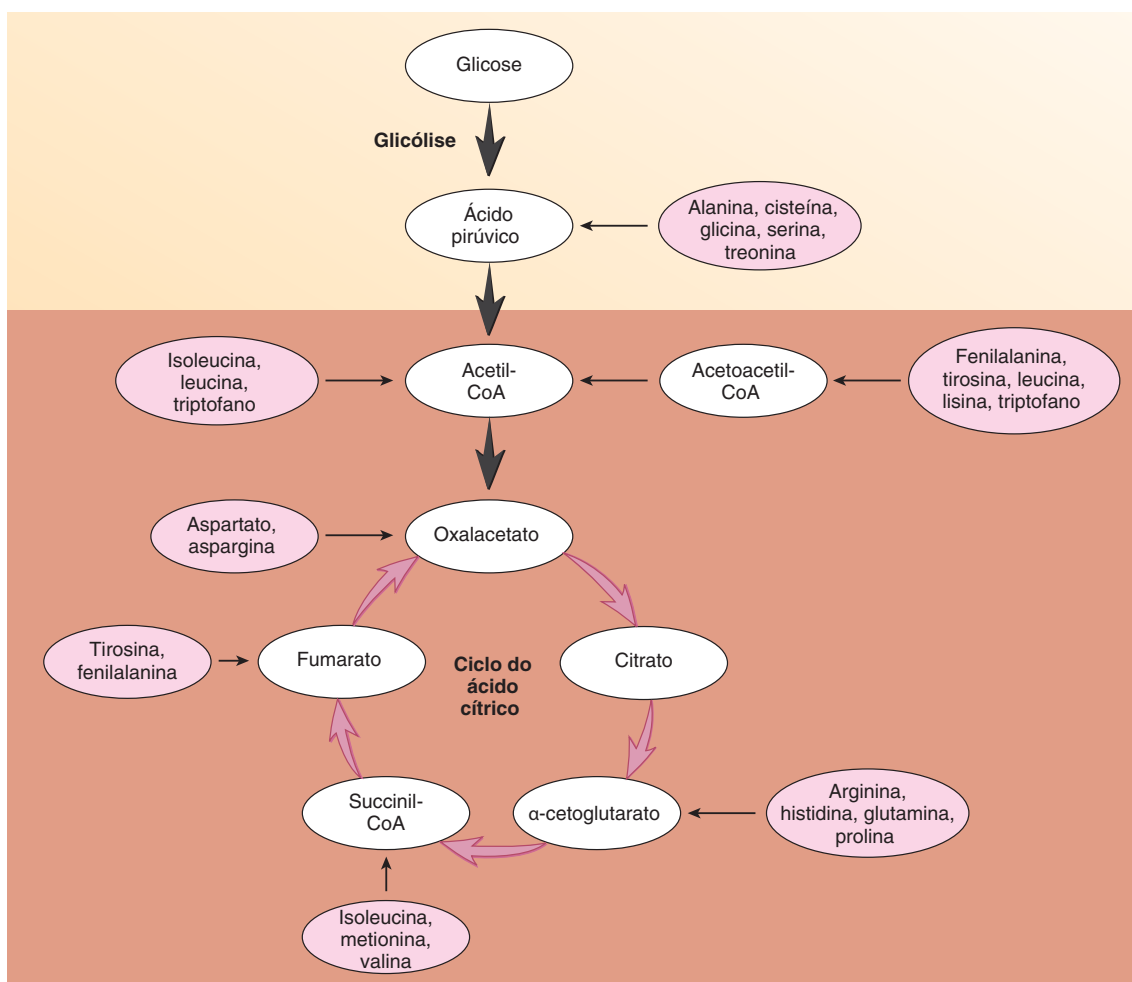 Glicose
Glicólise
Ácido
pirúvico
Alanina, cisteína,
glicina, serina,
treonina
Isoleucina,
leucina,
triptofano
Acetil-
CoA
Acetoacetil-
CoA
Fenilalanina,
tirosina, leucina,
lisina, triptofano
Aspartato,
aspargina
Oxalacetato
Tirosina,
fenilalanina
Fumarato
Ciclo do
ácido
cítrico
Citrato
Succinil-
CoA
α-cetoglutarato
Arginina,
histidina, glutamina,
prolina
Isoleucina,
metionina,
valina